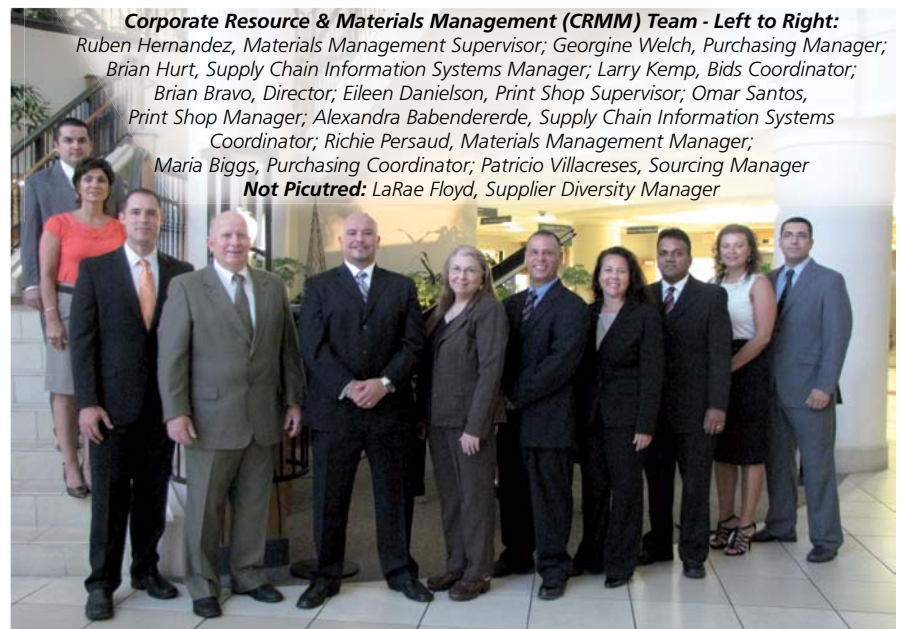 Corporate Resource & Materials Management (CRMM) Team - Left to Right:
Ruben Hernandez, Materials Management Supervisor; Georgine Welch, Purchasing Manager;
Brian Hurt, Supply Chain Information Systems Manager; Larry Kemp, Bids Coordinator;
Brian Bravo, Director; Eileen Danielson, Print Shop Supervisor; Omar Santos,
Print Shop Manager; Alexandra Babendererde, Supply Chain Information Systems
Coordinator; Richie Persaud, Materials Management Manager;
Maria Biggs, Purchasing Coordinator; Patricio Villacreses, Sourcing Manager
Not Picutred: LaRae Floyd, Supplier Diversity Manager